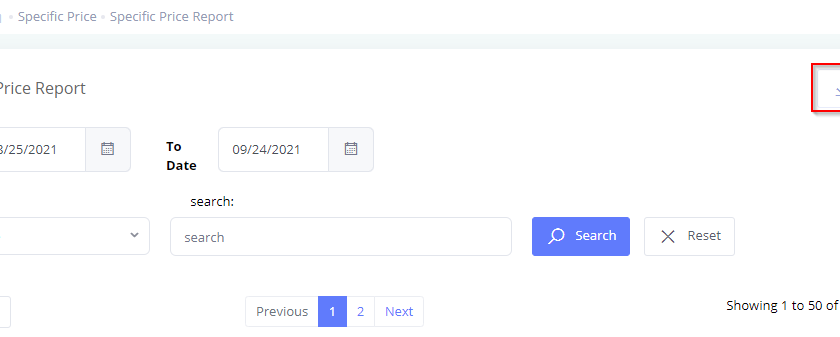 Specific Price Specific Price Report
Price Report
/25/2021
To
Date
09/24/2021
search:
search
Search
Reset
Previous 1 2 Next
Showing 1 to 50 of